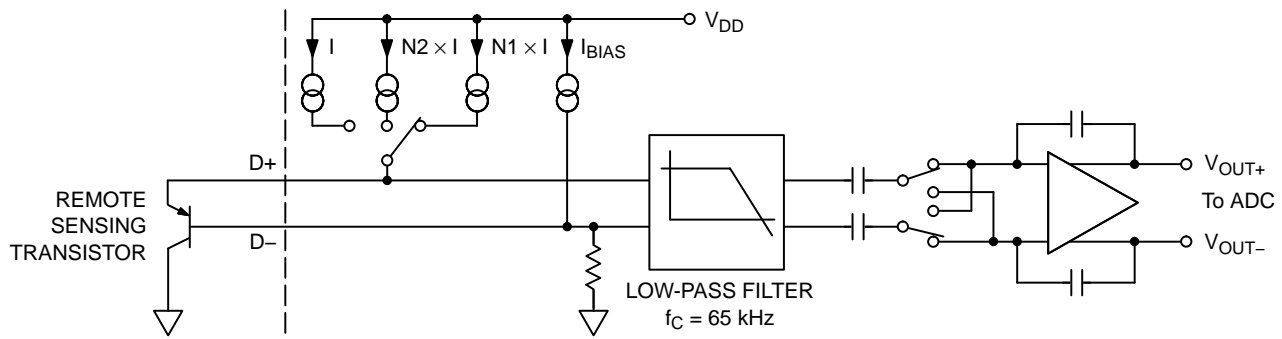 V_DD
I
N2 × I
N1 × I
I_BIAS
D+
REMOTE
SENSING
TRANSISTOR
D−
LOW-PASS FILTER
f_C = 65 kHz
V_OUT+
To ADC
V_OUT−